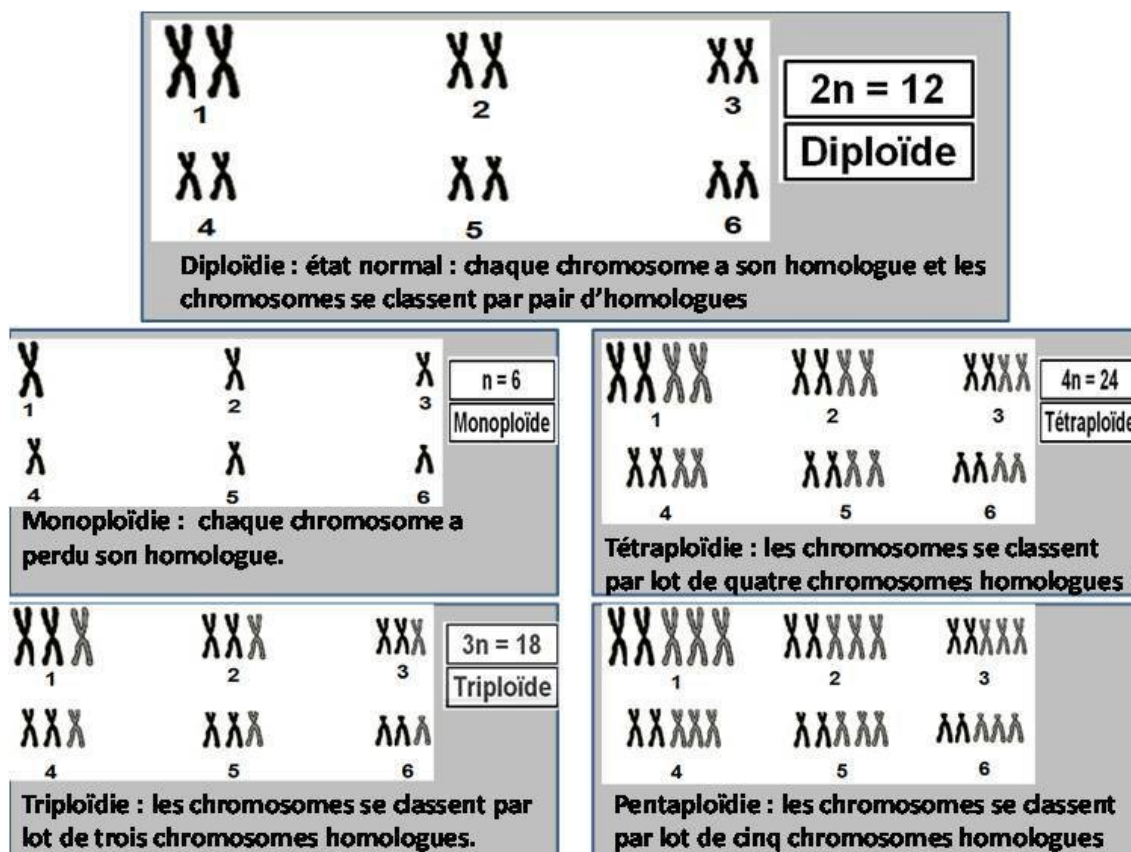 1
2
3
4
5
6
2n = 12
Diploïde
Diploïdie : état normal : chaque chromosome a son homologue et les
chromosomes se classent par pair d’homologues
1
2
3
4
5
6
n = 6
Monoploïde
Monoploïdie : chaque chromosome a
perdu son homologue.
1
2
3
4
5
6
4n = 24
Tétraploïde
Tétraploïdie : les chromosomes se classent
par lot de quatre chromosomes homologues
1
2
3
4
5
6
3n = 18
Triploïde
Triploïdie : les chromosomes se classent par
lot de trois chromosomes homologues.
1
2
3
4
5
6
Pentaploïdie : les chromosomes se classent
par lot de cinq chromosomes homologues